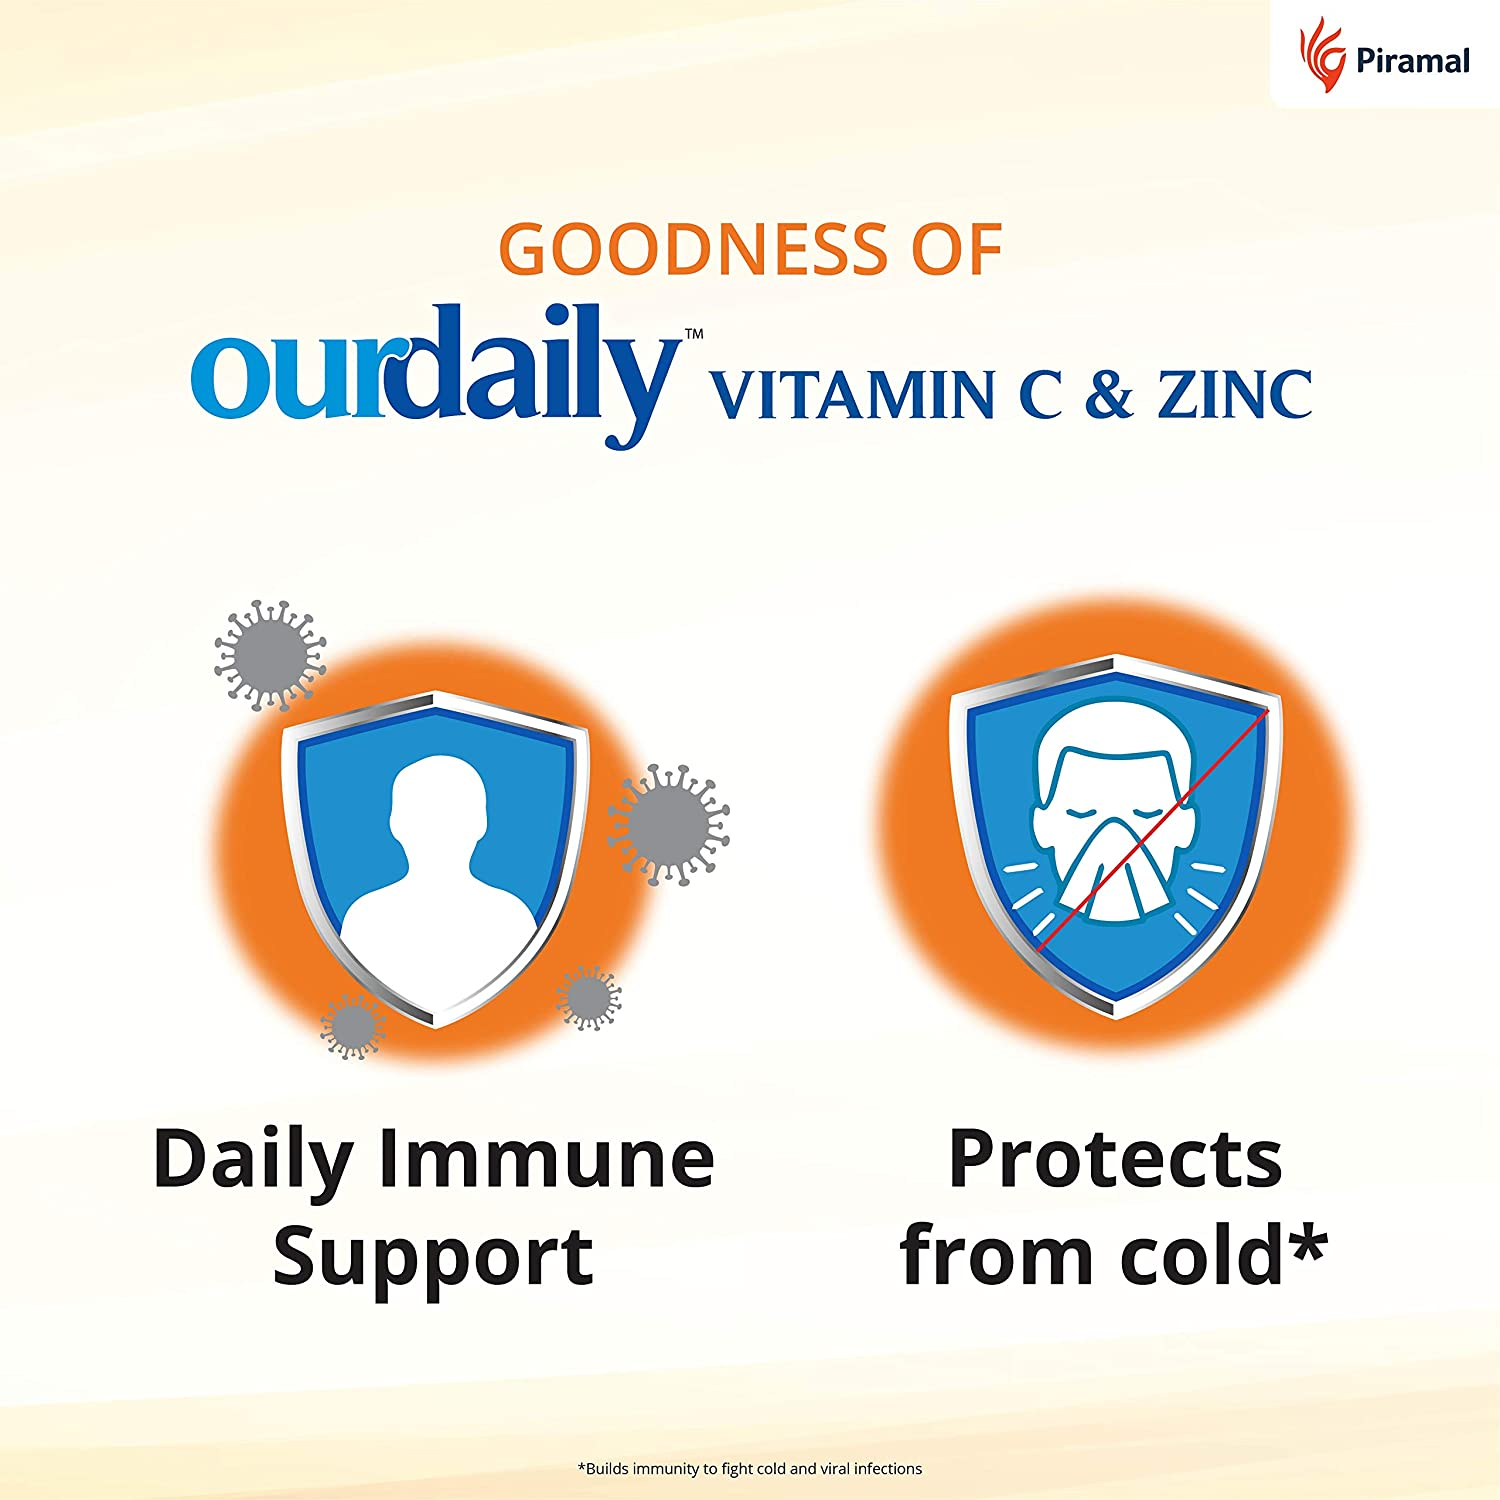 Piramal
GOODNESS OF
ourdaily™ VITAMIN C & ZINC
Daily Immune
Support
Protects
from cold*
*Builds immunity to fight cold and viral infections